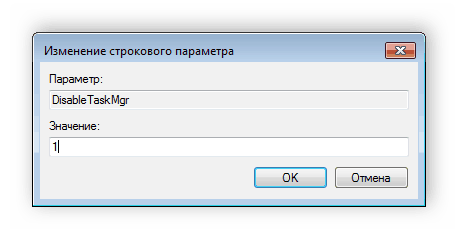 Изменение строкового параметра
Параметр:
DisableTaskMgr
Значение:
1
OK Отмена